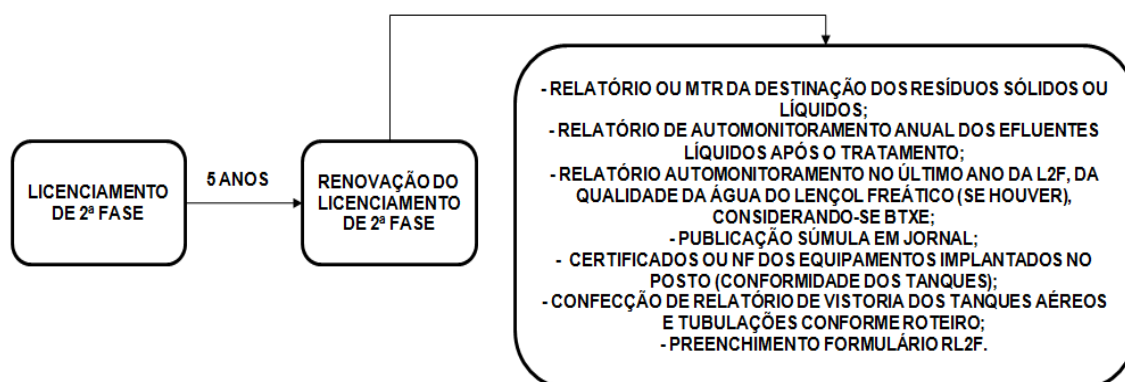 LICENCIAMENTO
DE 2ª FASE
5 ANOS
RENOVAÇÃO DO
LICENCIAMENTO
DE 2ª FASE
- RELATÓRIO OU MTR DA DESTINAÇÃO DOS RESÍDUOS SÓLIDOS OU
LÍQUIDOS;
- RELATÓRIO DE AUTOMONITORAMENTO ANUAL DOS EFLUENTES
LÍQUIDOS APÓS O TRATAMENTO;
- RELATÓRIO AUTOMONITORAMENTO NO ÚLTIMO ANO DA L2F, DA
QUALIDADE DA ÁGUA DO LENÇOL FREÁTICO (SE HOUVER),
CONSIDERANDO-SE BTXE;
- PUBLICAÇÃO SÚMULA EM JORNAL;
- CERTIFICADOS OU NF DOS EQUIPAMENTOS IMPLANTADOS NO
POSTO (CONFORMIDADE DOS TANQUES);
- CONFECÇÃO DE RELATÓRIO DE VISTORIA DOS TANQUES AÉREOS
E TUBULAÇÕES CONFORME ROTEIRO;
- PREENCHIMENTO FORMULÁRIO RL2F.